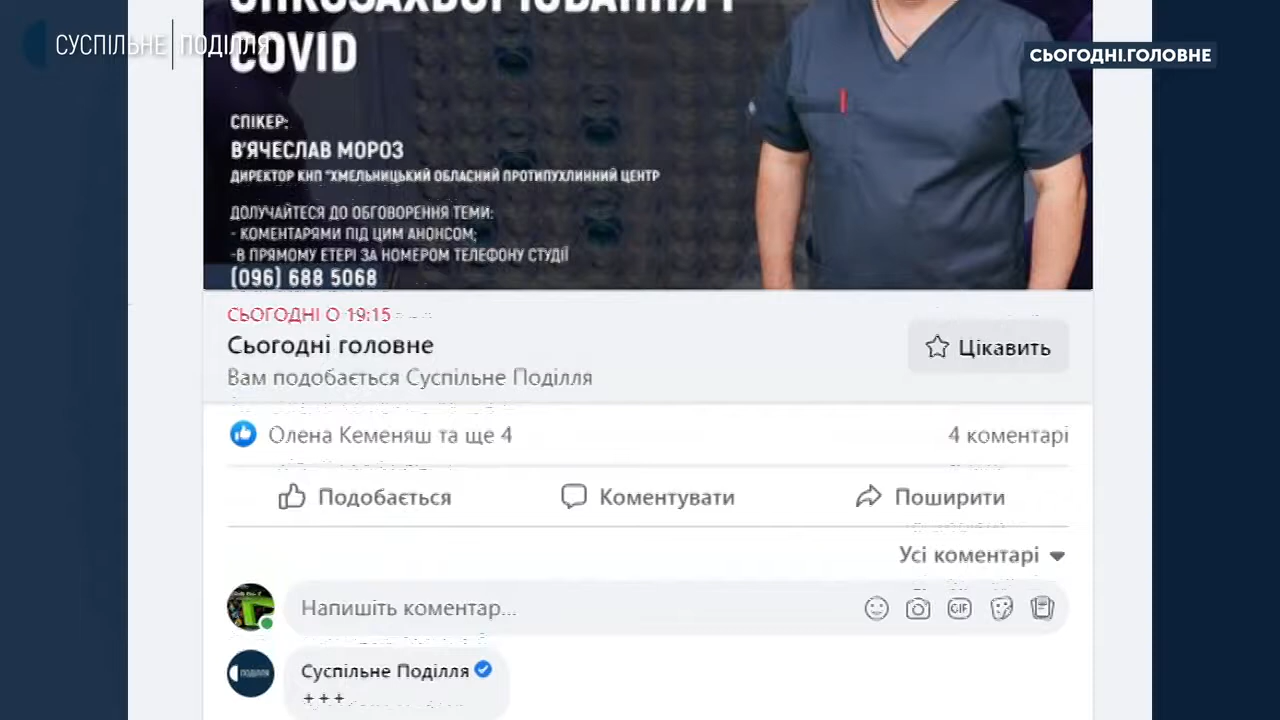 ОНКОЗАХВОРЮВАННЯ І
COVID
СУСПІЛЬНЕ ПОДІЛЛЯ
СЬОГОДНІ.ГОЛОВНЕ
СПІКЕР:
В'ЯЧЕСЛАВ МОРОЗ
ДИРЕКТОР КНП "ХМЕЛЬНИЦЬКИЙ ОБЛАСНИЙ ПРОТИПУХЛИННИЙ ЦЕНТР
ДОЛУЧАЙТЕСЯ ДО ОБГОВОРЕННЯ ТЕМИ:
- КОМЕНТАРЯМИ ПІД ЦИМ АНОНСОМ;
-В ПРЯМОМУ ЕТЕРІ ЗА НОМЕРОМ ТЕЛЕФОНУ СТУДІЇ
(096) 688 5068
СЬОГОДНІ О 19:15
Сьогодні головне
Вам подобається Суспільне Поділля
Цікавить
Олена Кеменяш та ще 4
4 коментарі
Подобається
Коментувати
Поширити
Усі коментарі
Напишіть коментар...
GIF
ПОДІЛЛЯ
Суспільне Поділля
+++